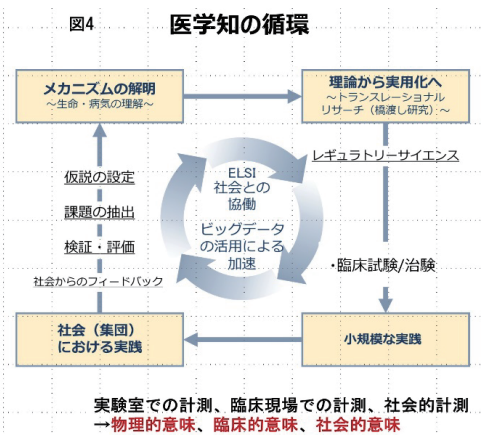 図4
医学知の循環
メカニズムの解明
~生命・病気の理解~
理論から実用化へ
~トランスレーショナル
リサーチ（橋渡し研究）~
レギュラトリーサイエンス
仮説の設定
課題の抽出
検証・評価
社会からのフィードバック
ELSI
社会との
協働
ビッグデータ
の活用による
加速
・臨床試験/治験
社会（集団）
における実践
小規模な実践
実験室での計測、臨床現場での計測、社会的計測
→物理的意味、臨床的意味、社会的意味